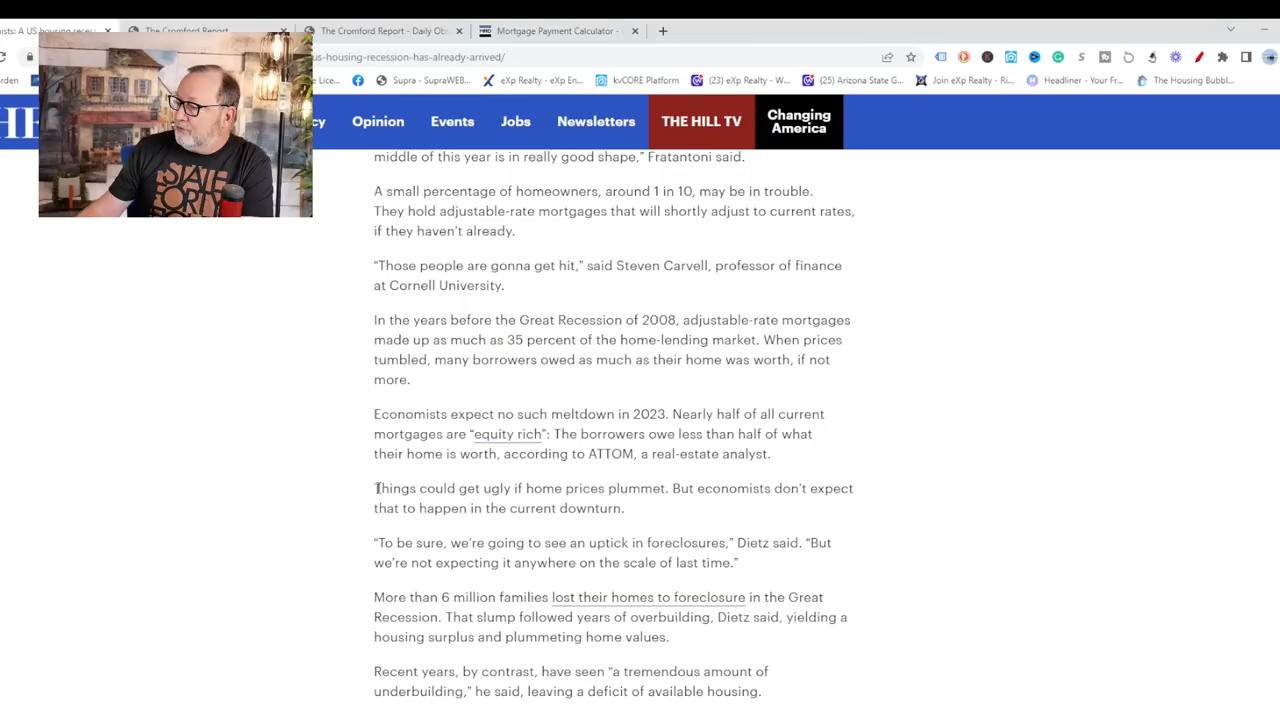 ists: A US housing reces
The Cromford Report
The Cromford Report - Daily Ob
Mortgage Payment Calculator -
us-housing-recession-has-already-arrived/
rden
e Lice...
Supra - SupraWEB...
eXp Realty - eXp En...
kvCORE Platform
(23) eXp Realty - W...
(25) Arizona State G...
Join eXp Realty - Ri...
Headliner - Your Fr...
The Housing Bubbl...
HE
cy
Opinion
Events
Jobs
Newsletters
THE HILL TV
Changing
America
STATE
FORTY
middle of this year is in really good shape,” Fratantoni said.
A small percentage of homeowners, around 1 in 10, may be in trouble.
They hold adjustable-rate mortgages that will shortly adjust to current rates,
if they haven't already.
“Those people are gonna get hit,” said Steven Carvell, professor of finance
at Cornell University.
In the years before the Great Recession of 2008, adjustable-rate mortgages
made up as much as 35 percent of the home-lending market. When prices
tumbled, many borrowers owed as much as their home was worth, if not
more.
Economists expect no such meltdown in 2023. Nearly half of all current
mortgages are “equity rich”: The borrowers owe less than half of what
their home is worth, according to ATTOM, a real-estate analyst.
Things could get ugly if home prices plummet. But economists don't expect
that to happen in the current downturn.
“To be sure, we're going to see an uptick in foreclosures,” Dietz said. “But
we're not expecting it anywhere on the scale of last time.”
More than 6 million families lost their homes to foreclosure in the Great
Recession. That slump followed years of overbuilding, Dietz said, yielding a
housing surplus and plummeting home values.
Recent years, by contrast, have seen “a tremendous amount of
underbuilding,” he said, leaving a deficit of available housing.